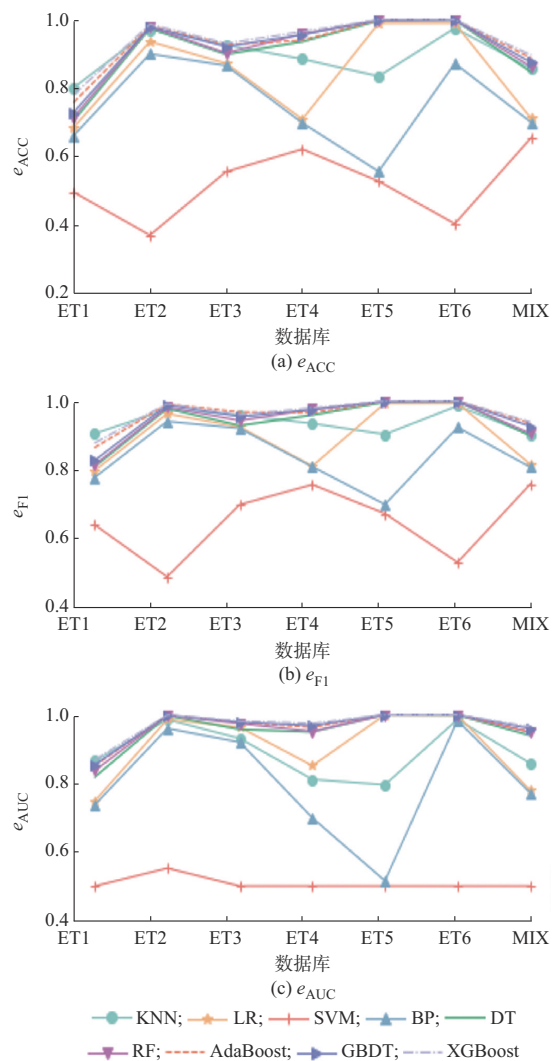 1.0
0.8
0.6
0.4
0.2
e_ACC
ET1 ET2 ET3 ET4 ET5 ET6 MIX
数据库
(a) e_ACC
1.0
0.8
0.6
0.4
e_F1
ET1 ET2 ET3 ET4 ET5 ET6 MIX
数据库
(b) e_F1
1.0
0.8
0.6
0.4
e_AUC
ET1 ET2 ET3 ET4 ET5 ET6 MIX
数据库
(c) e_AUC
KNN; LR; SVM; BP; DT
RF; AdaBoost; GBDT; XGBoost